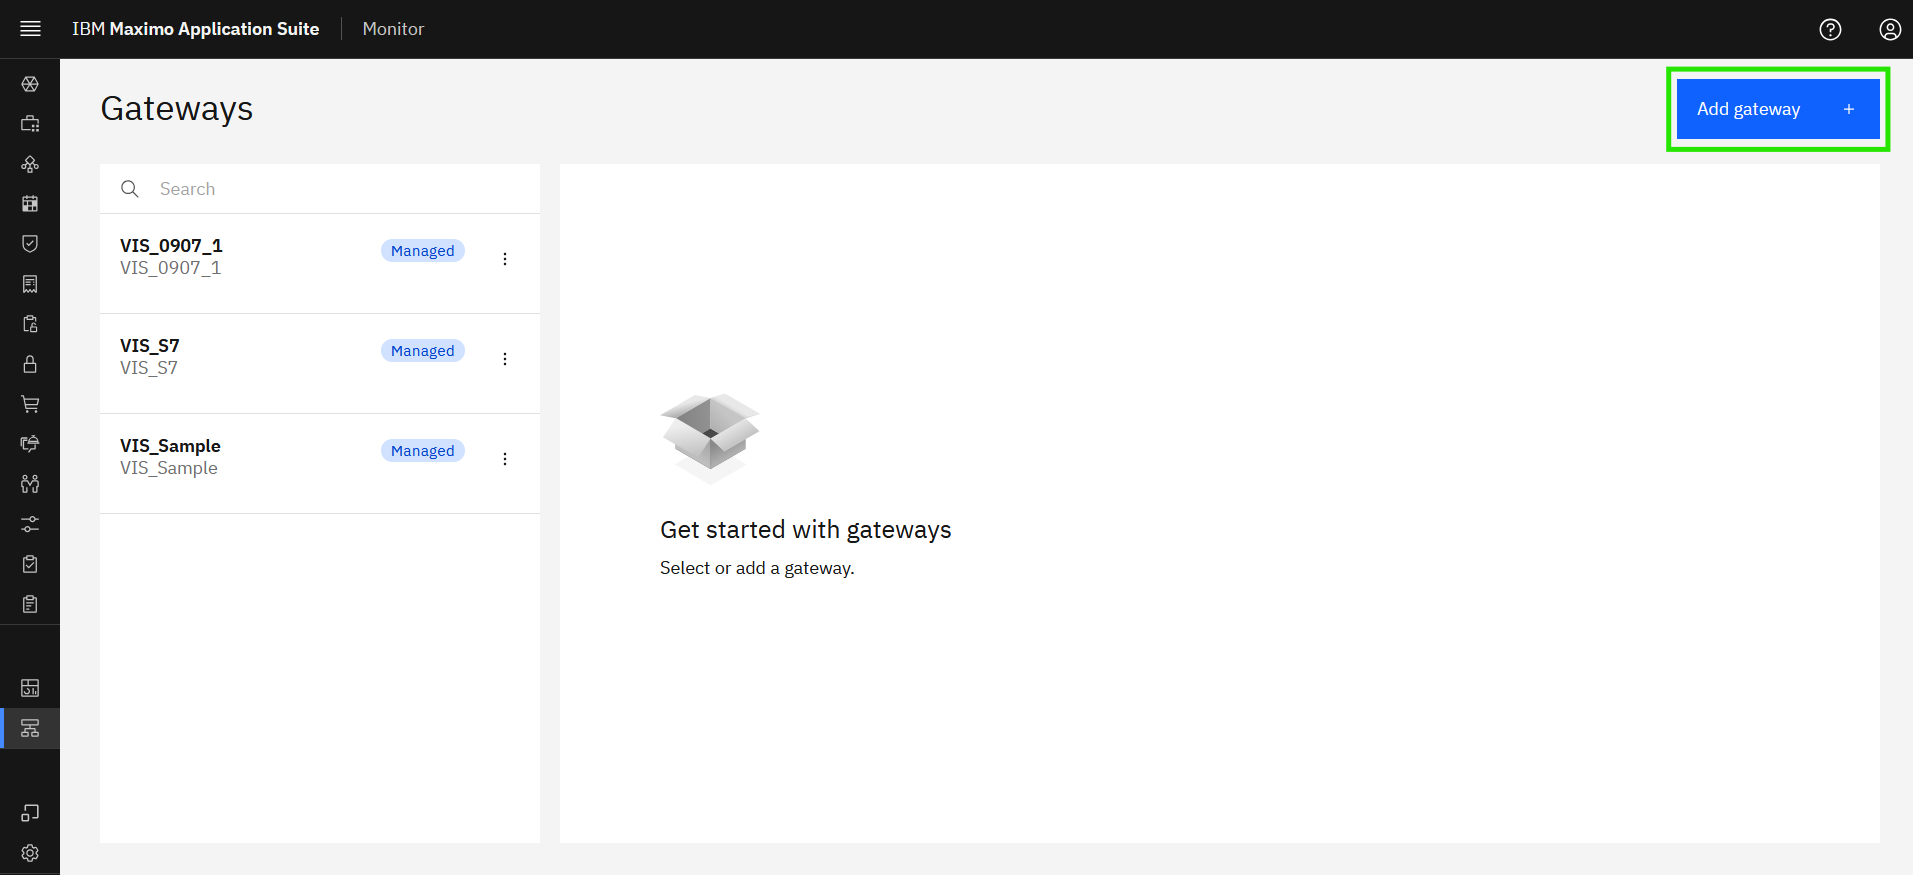 IBM Maximo Application Suite
Monitor
Gateways
Add gateway +
Search
VIS_0907_1
VIS_0907_1
Managed
VIS_S7
VIS_S7
Managed
VIS_Sample
VIS_Sample
Managed
Get started with gateways
Select or add a gateway.